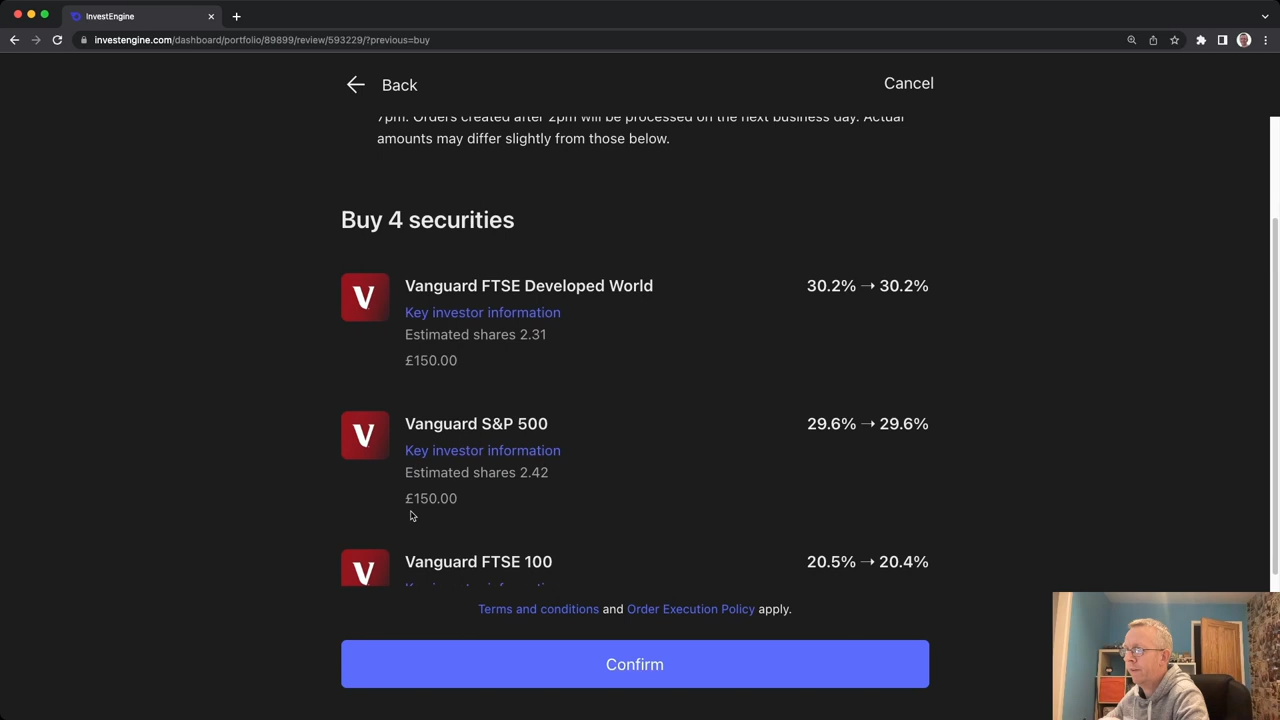 InvestEngine
investengine.com/dashboard/portfolio/89899/review/593229/?previous=buy
Back
Cancel
7pm. Orders created after 2pm will be processed on the next business day. Actual
amounts may differ slightly from those below.
Buy 4 securities
Vanguard FTSE Developed World
30.2% → 30.2%
Key investor information
Estimated shares 2.31
£150.00
Vanguard S&P 500
29.6% → 29.6%
Key investor information
Estimated shares 2.42
£150.00
Vanguard FTSE 100
20.5% → 20.4%
Key investor information
Terms and conditions and Order Execution Policy apply.
Confirm